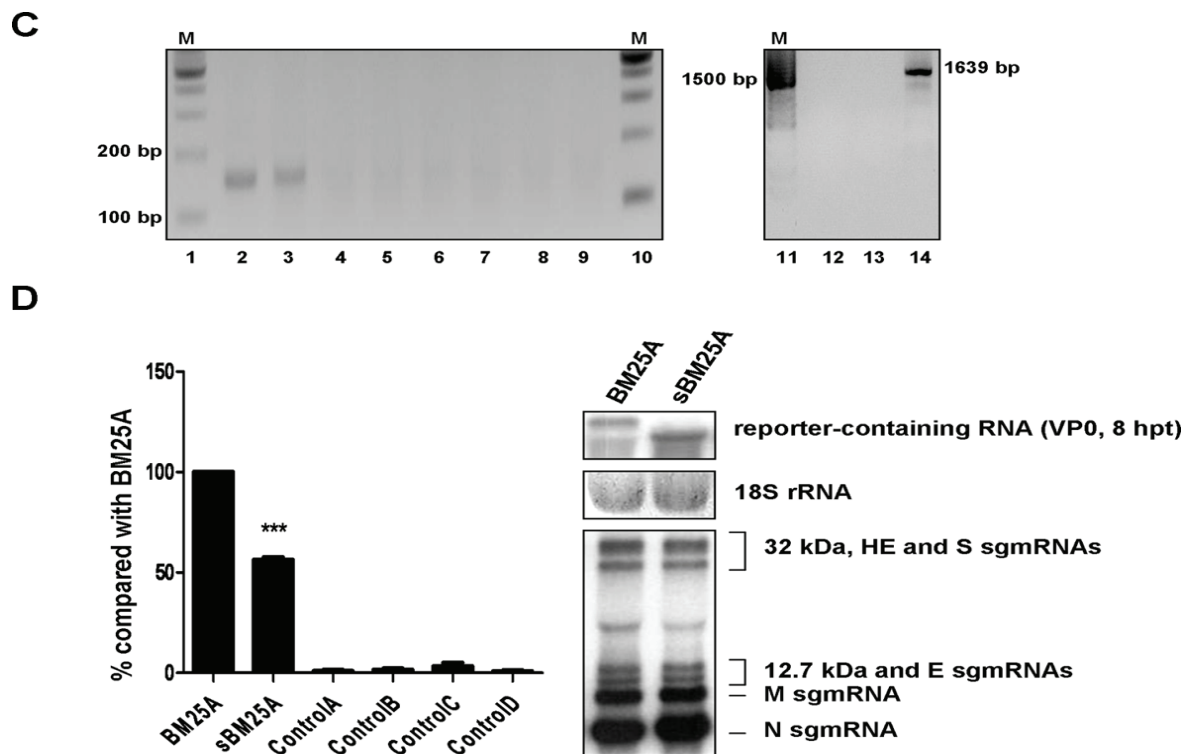 C
M M M
200 bp
100 bp
1500 bp
1639 bp
1 2 3 4 5 6 7 8 9 10 11 12 13 14
D
% compared with BM25A
150
100
50
0
***
BM25A
sBM25A
ControlA
ControlB
ControlC
ControlD
BM25A
sBM25A
reporter-containing RNA (VP0, 8 hpt)
18S rRNA
32 kDa, HE and S sgmRNAs
12.7 kDa and E sgmRNAs
M sgmRNA
N sgmRNA